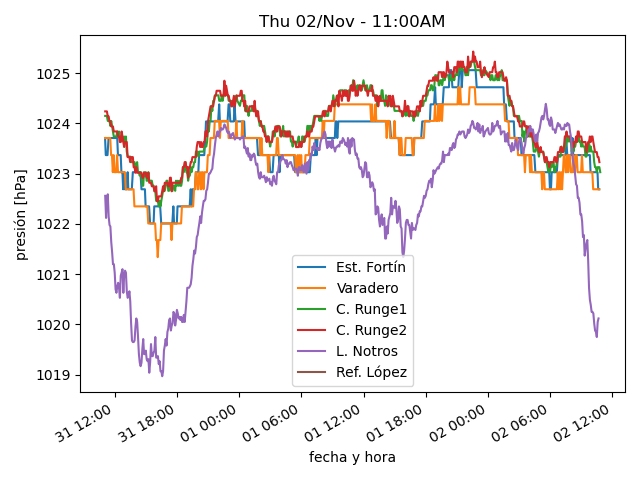 Thu 02/Nov - 11:00AM
presión [hPa]
1025
1024
1023
1022
1021
1020
1019
Est. Fortín
Varadero
C. Runge1
C. Runge2
L. Notros
Ref. López
31 12:00
31 18:00
01 00:00
01 06:00
01 12:00
01 18:00
02 00:00
02 06:00
02 12:00
fecha y hora